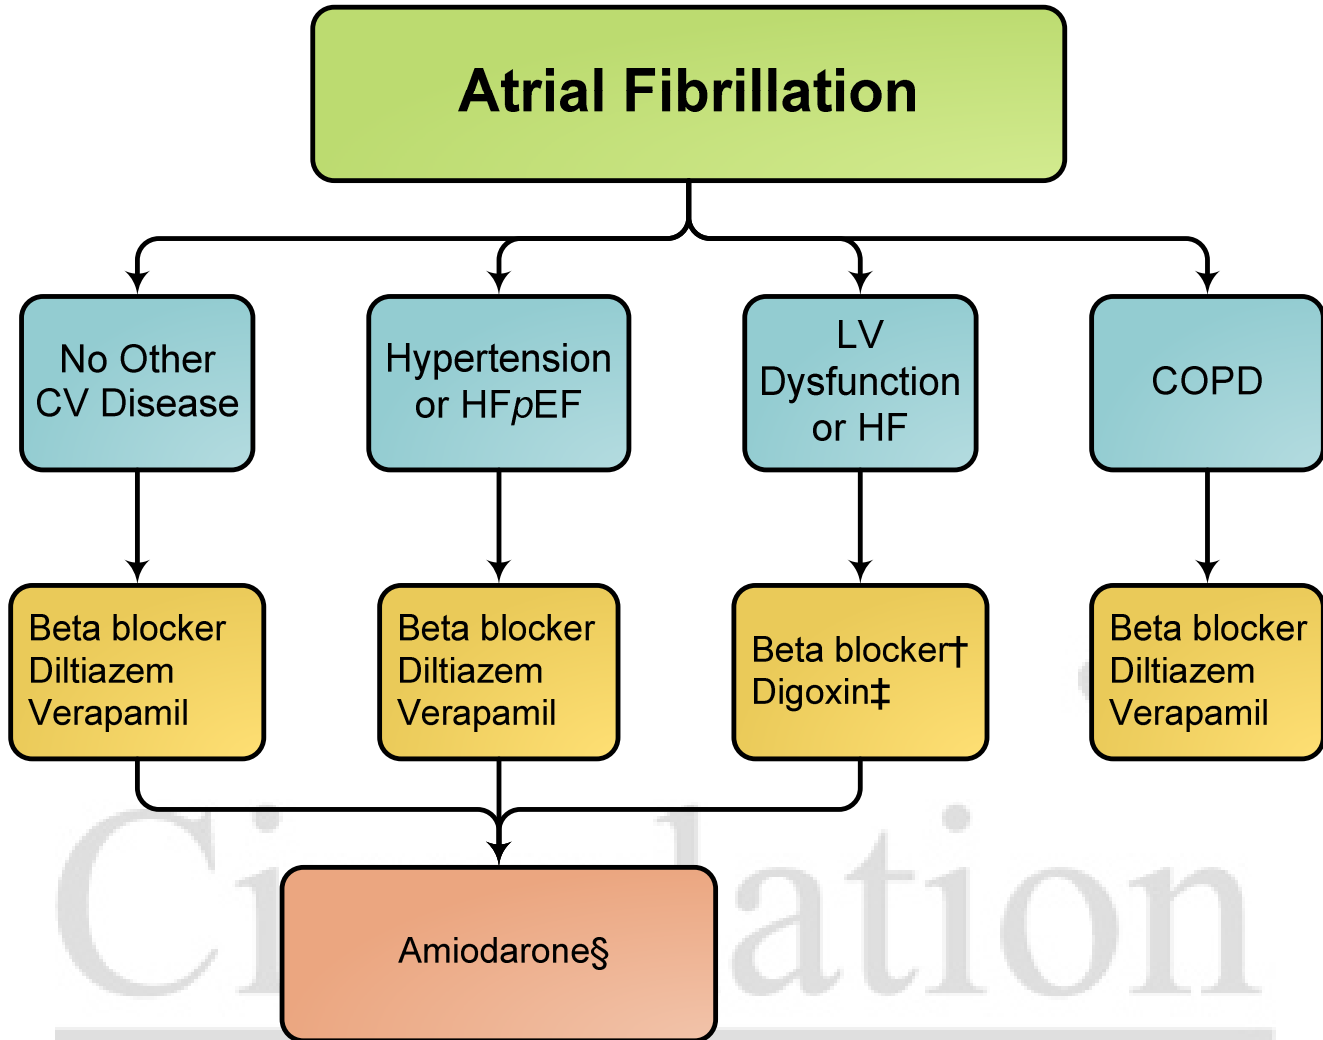 Atrial Fibrillation
No Other
CV Disease
Hypertension
or HFpEF
LV
Dysfunction
or HF
COPD
Beta blocker
Diltiazem
Verapamil
Beta blocker
Diltiazem
Verapamil
Beta blocker†
Digoxin‡
Beta blocker
Diltiazem
Verapamil
Amiodarone§